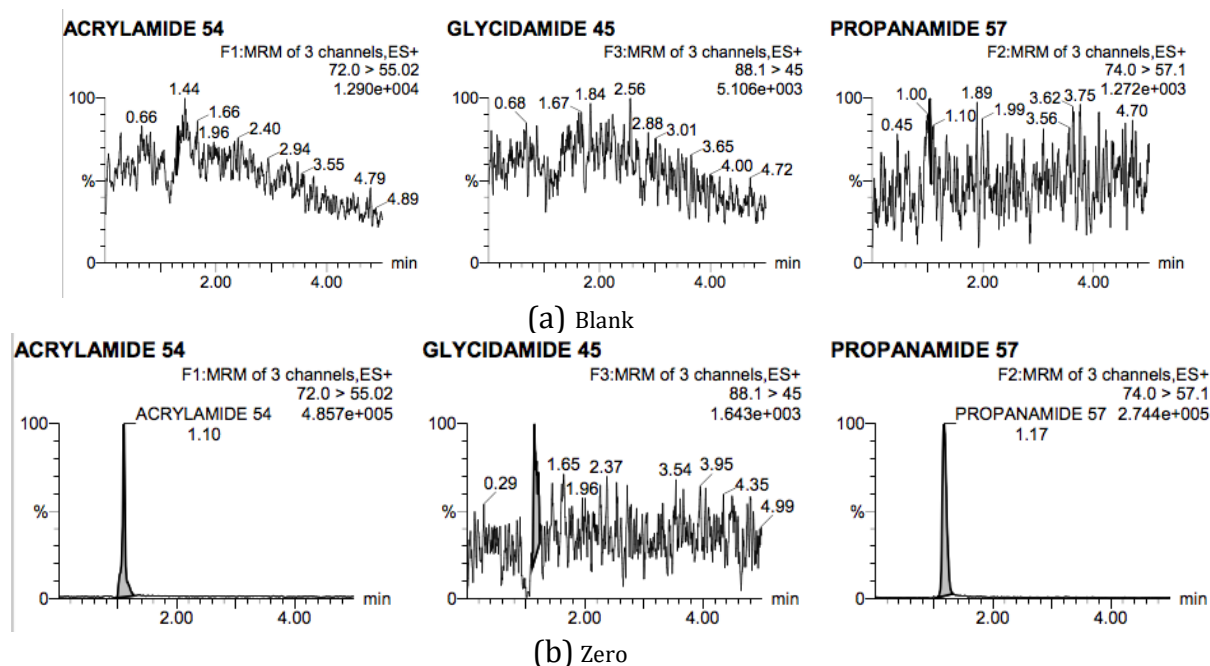 ACRYLAMIDE 54
F1:MRM of 3 channels,ES+
72.0 > 55.02
1.290e+004
100
%
0
0.66
1.44
1.66
1.96
2.40
2.94
3.55
4.79
4.89
2.00
4.00
min
GLYCIDAMIDE 45
F3:MRM of 3 channels,ES+
88.1 > 45
5.106e+003
100
%
0
0.68
1.67
1.84
2.56
2.88
3.01
3.65
4.00
4.72
2.00
4.00
min
PROPANAMIDE 57
F2:MRM of 3 channels,ES+
74.0 > 57.1
1.272e+003
100
%
0
0.45
1.00
1.10
1.89
1.99
3.56
3.62
3.75
4.70
2.00
4.00
min
(a) Blank
ACRYLAMIDE 54
F1:MRM of 3 channels,ES+
72.0 > 55.02
4.857e+005
100
%
0
ACRYLAMIDE 54
1.10
2.00
4.00
min
GLYCIDAMIDE 45
F3:MRM of 3 channels,ES+
88.1 > 45
1.643e+003
100
%
0
0.29
1.65
1.96
2.37
3.54
3.95
4.35
4.99
2.00
4.00
min
PROPANAMIDE 57
F2:MRM of 3 channels,ES+
74.0 > 57.1
2.744e+005
100
%
0
PROPANAMIDE 57
1.17
2.00
4.00
min
(b) Zero